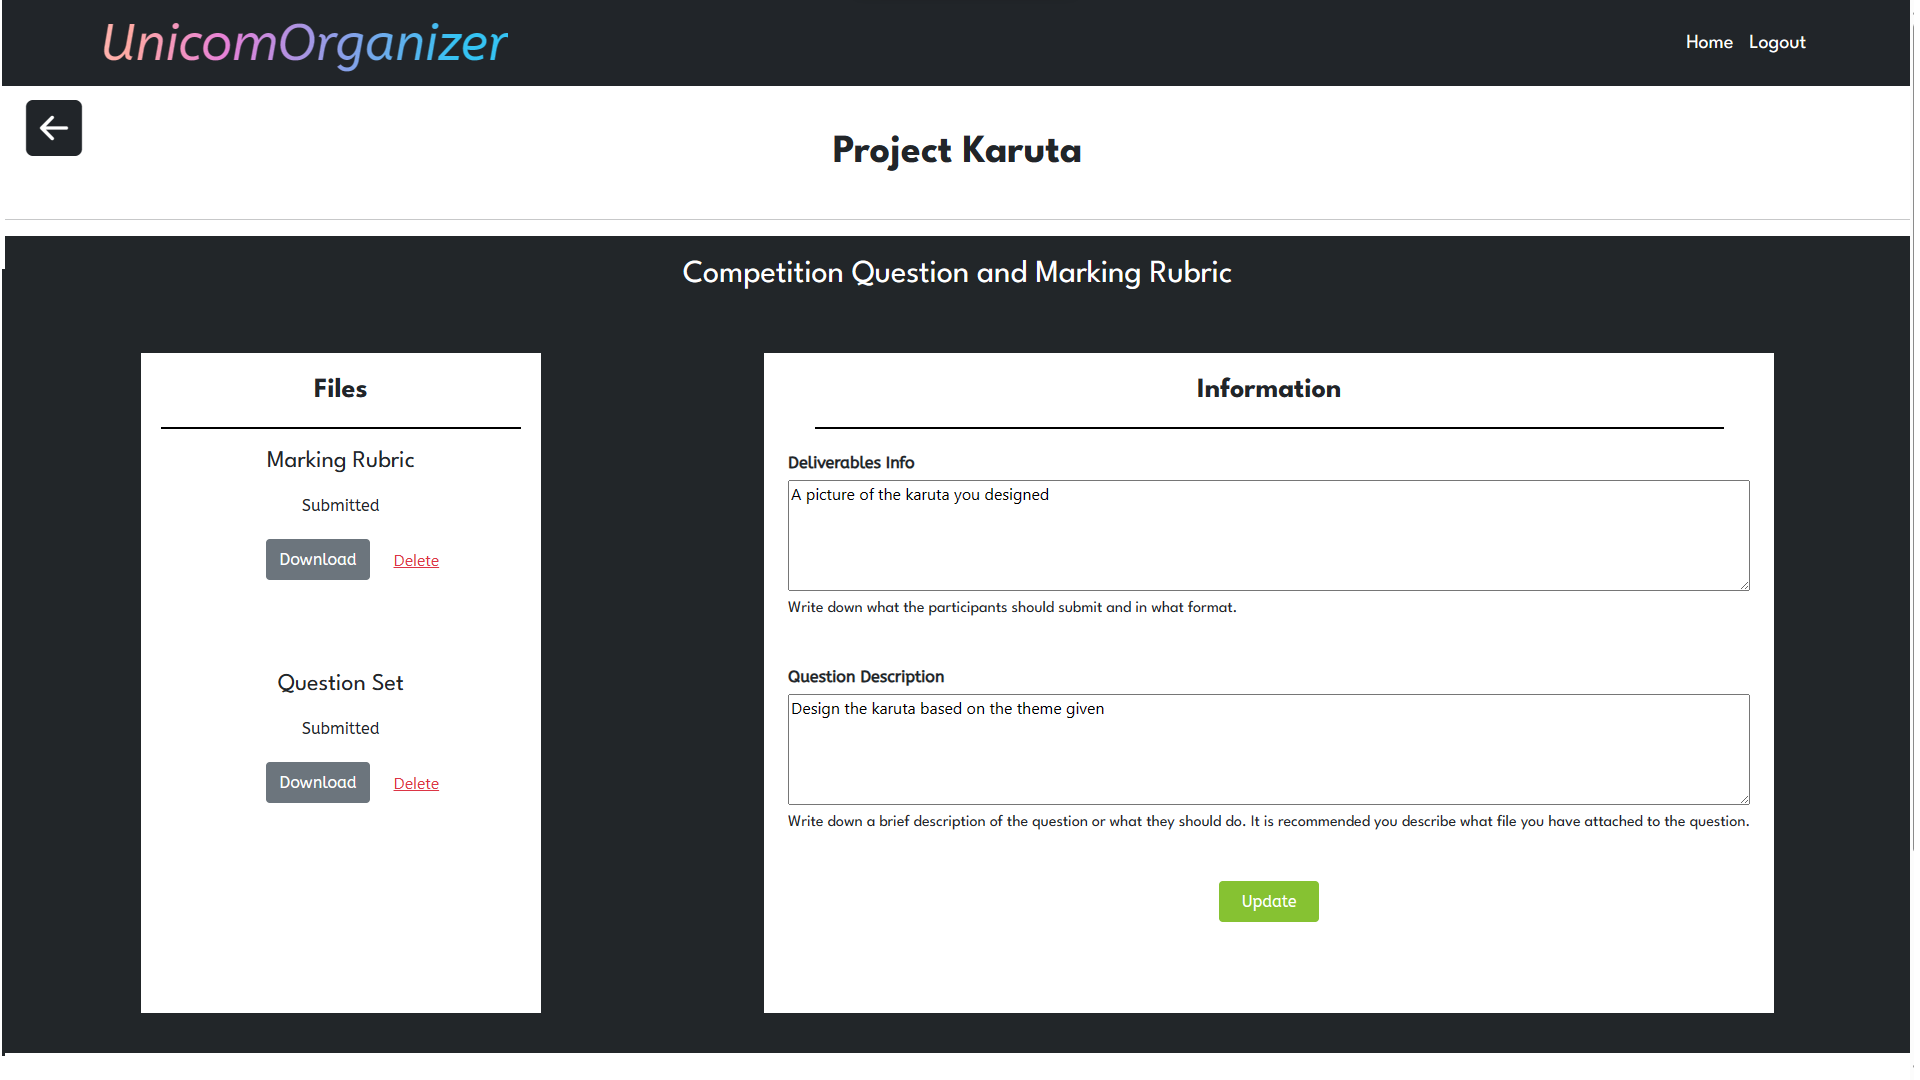 UnicomOrganizer
Home Logout
Project Karuta
Competition Question and Marking Rubric
Files
Marking Rubric
Submitted
Download Delete
Question Set
Submitted
Download Delete
Information
Deliverables Info
A picture of the karuta you designed
Write down what the participants should submit and in what format.
Question Description
Design the karuta based on the theme given
Write down a brief description of the question or what they should do. It is recommended you describe what file you have attached to the question.
Update